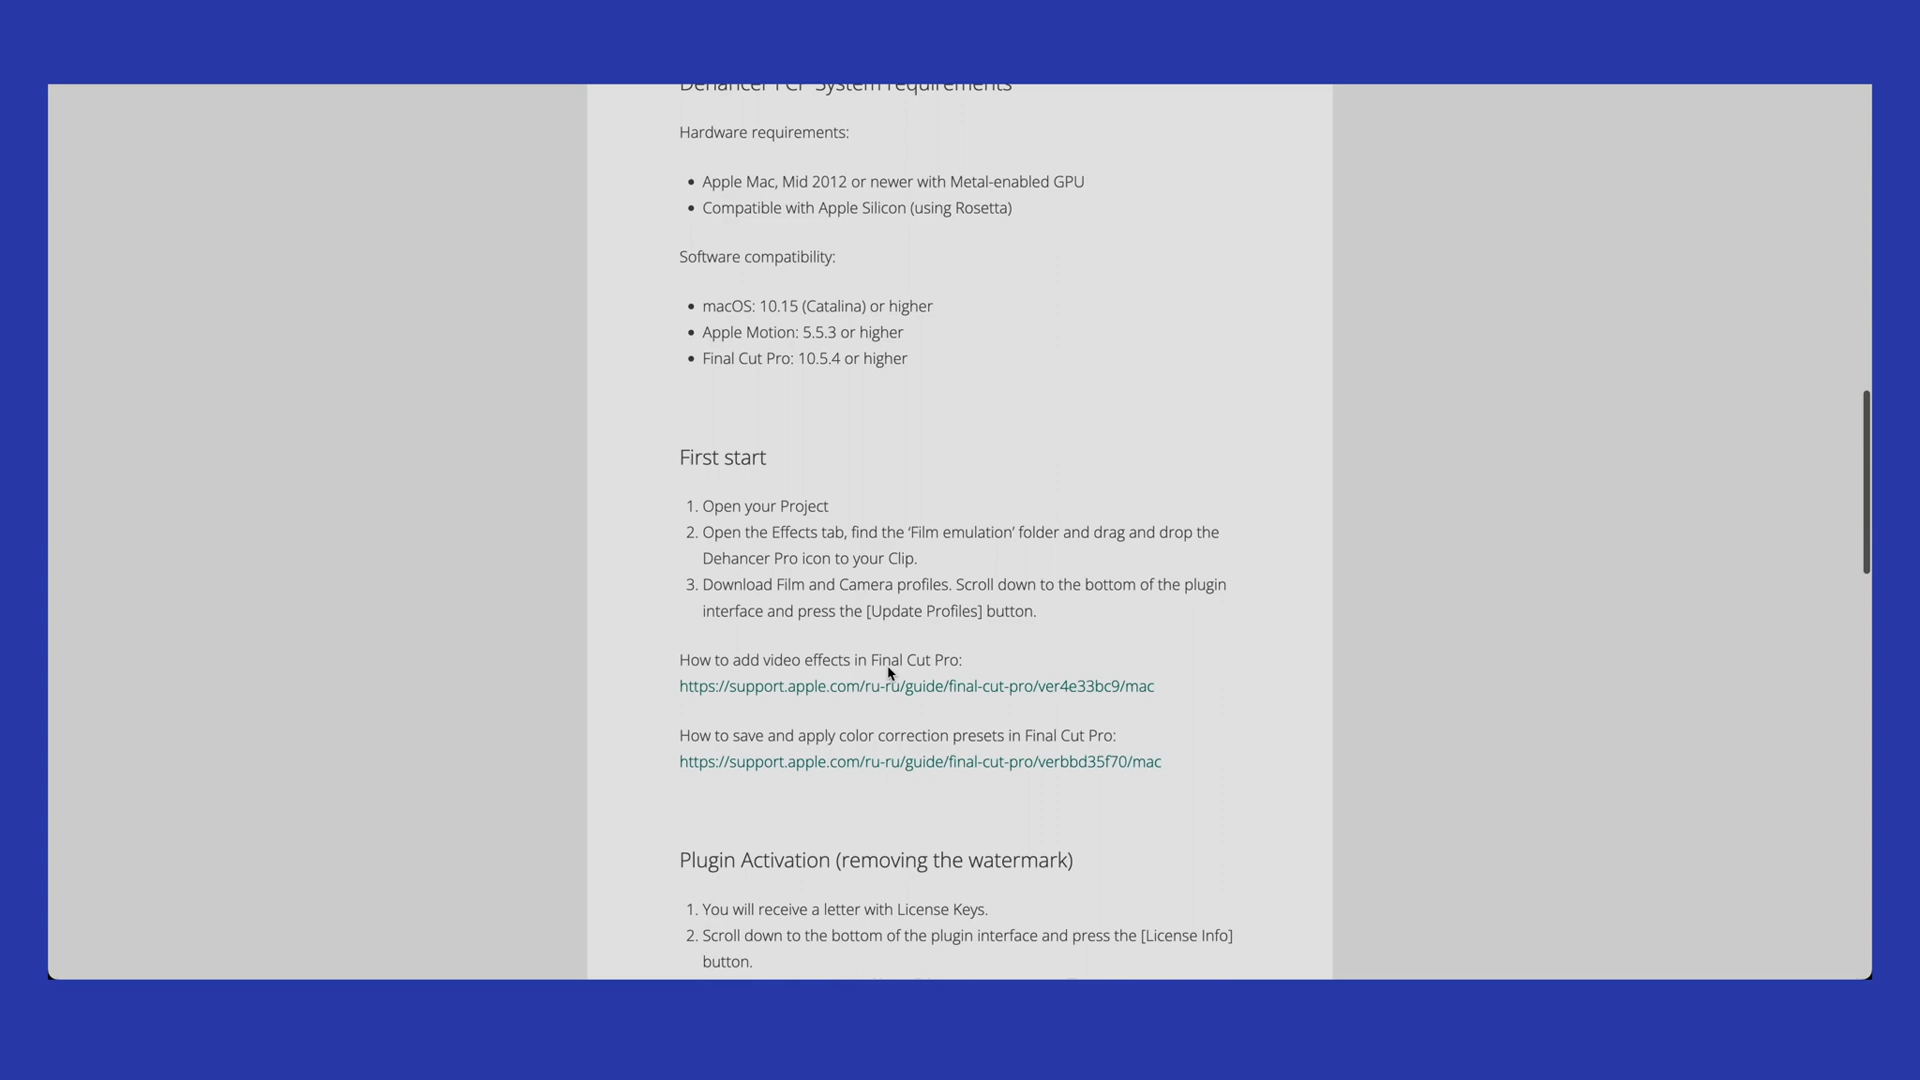 Dehancer FCP System requirements
Hardware requirements:
• Apple Mac, Mid 2012 or newer with Metal-enabled GPU
• Compatible with Apple Silicon (using Rosetta)
Software compatibility:
• macOS: 10.15 (Catalina) or higher
• Apple Motion: 5.5.3 or higher
• Final Cut Pro: 10.5.4 or higher
First start
1. Open your Project
2. Open the Effects tab, find the ‘Film emulation’ folder and drag and drop the
Dehancer Pro icon to your Clip.
3. Download Film and Camera profiles. Scroll down to the bottom of the plugin
interface and press the [Update Profiles] button.
How to add video effects in Final Cut Pro:
https://support.apple.com/ru-ru/guide/final-cut-pro/ver4e33bc9/mac
How to save and apply color correction presets in Final Cut Pro:
https://support.apple.com/ru-ru/guide/final-cut-pro/verbbd35f70/mac
Plugin Activation (removing the watermark)
1. You will receive a letter with License Keys.
2. Scroll down to the bottom of the plugin interface and press the [License Info]
button.